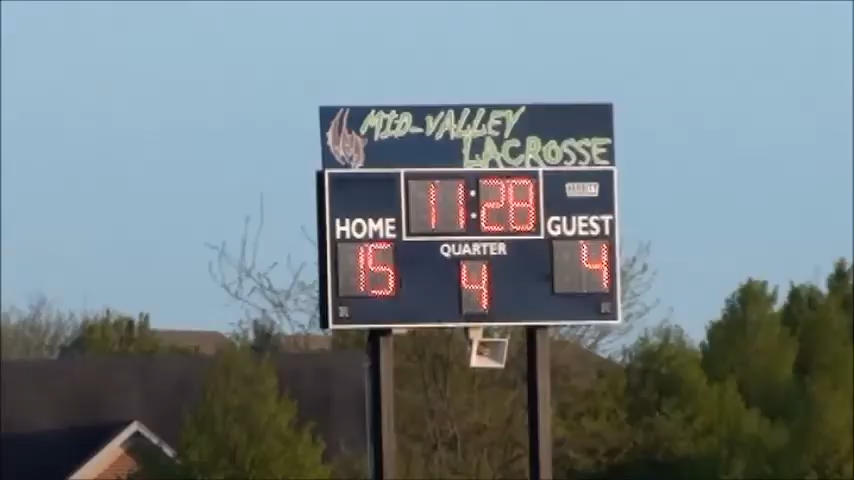 MID-VALLEY
LACROSSE
11:28
HOME
GUEST
QUARTER
15
4
4